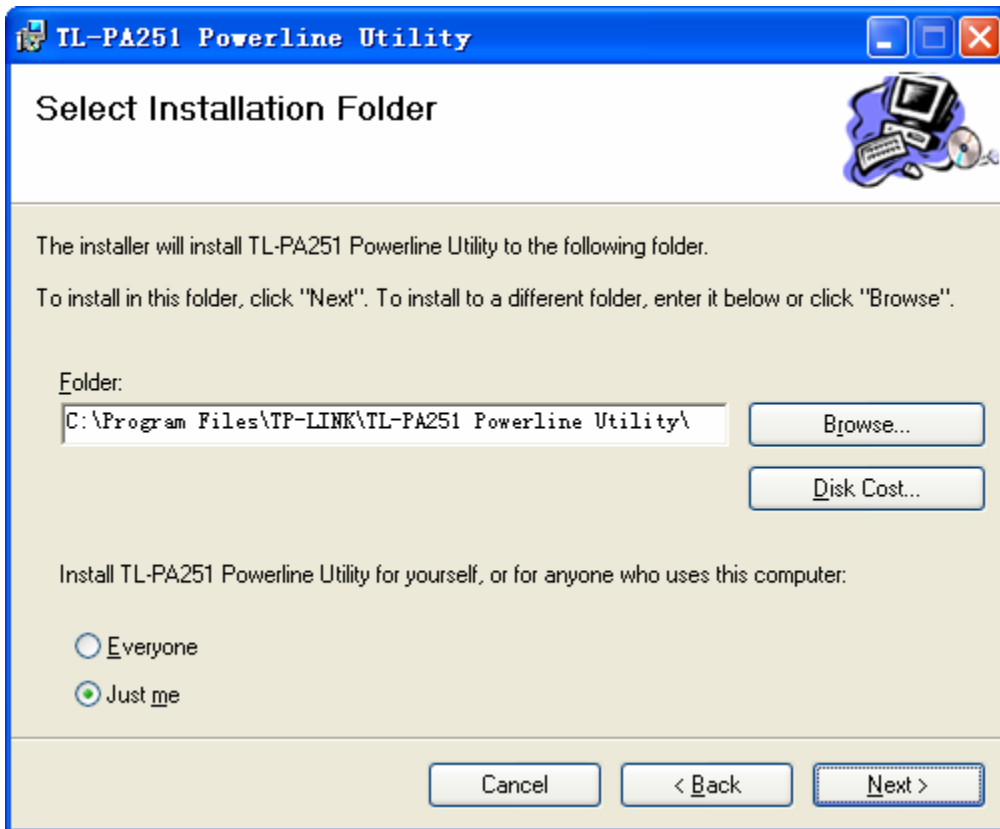 TL-PA251 Powerline Utility
Select Installation Folder
The installer will install TL-PA251 Powerline Utility to the following folder.
To install in this folder, click "Next". To install to a different folder, enter it below or click "Browse".
Folder:
C:\Program Files\TP-LINK\TL-PA251 Powerline Utility\
Browse...
Disk Cost...
Install TL-PA251 Powerline Utility for yourself, or for anyone who uses this computer:
Everyone
Just me
Cancel
< Back
Next >